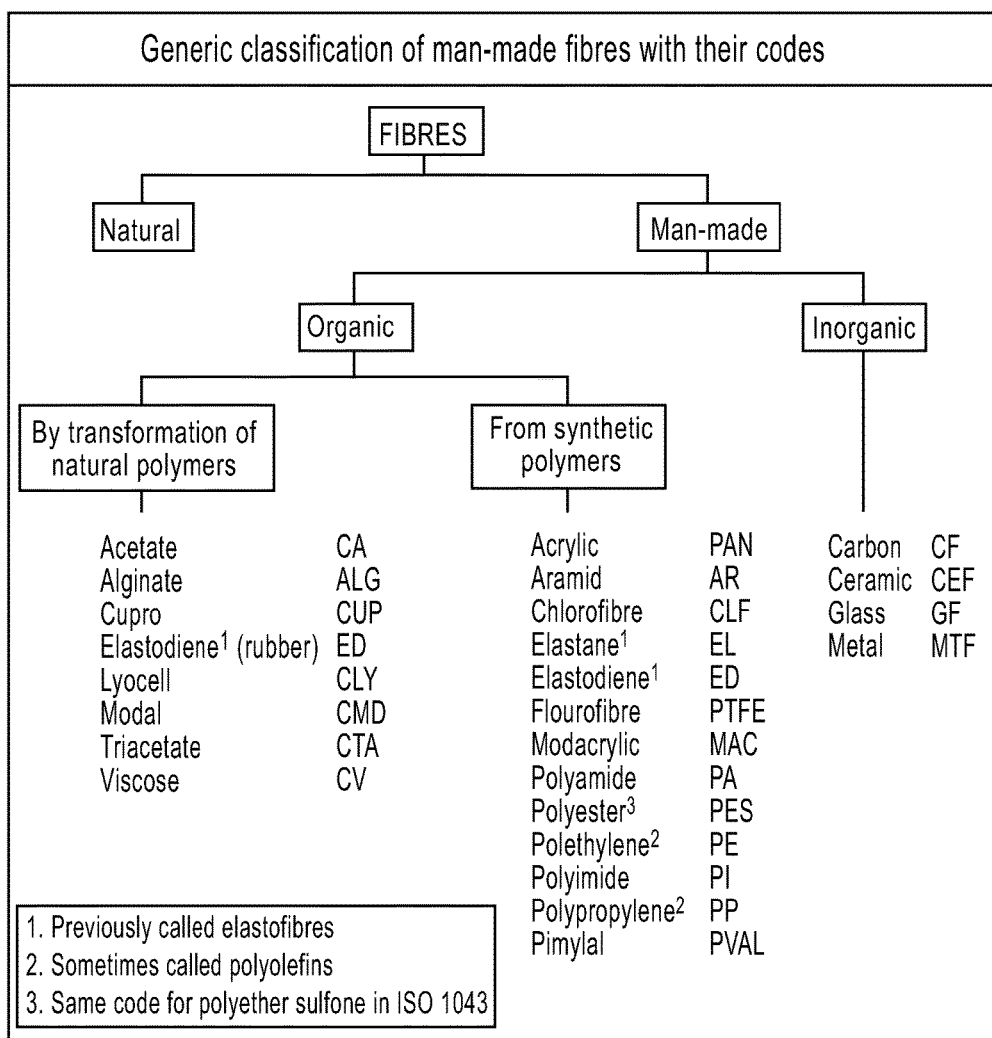 Generic classification of man-made fibres with their codes
FIBRES
Natural
Man-made
Organic
Inorganic
By transformation of
natural polymers
From synthetic
polymers
Acetate CA
Alginate ALG
Cupro CUP
Elastodiene¹ (rubber) ED
Lyocell CLY
Modal CMD
Triacetate CTA
Viscose CV
Acrylic PAN
Aramid AR
Chlorofibre CLF
Elastane¹ EL
Elastodiene¹ ED
Flourofibre PTFE
Modacrylic MAC
Polyamide PA
Polyester³ PES
Polethylene² PE
Polyimide PI
Polypropylene² PP
Pimylal PVAL
Carbon CF
Ceramic CEF
Glass GF
Metal MTF
1. Previously called elastofibres
2. Sometimes called polyolefins
3. Same code for polyether sulfone in ISO 1043